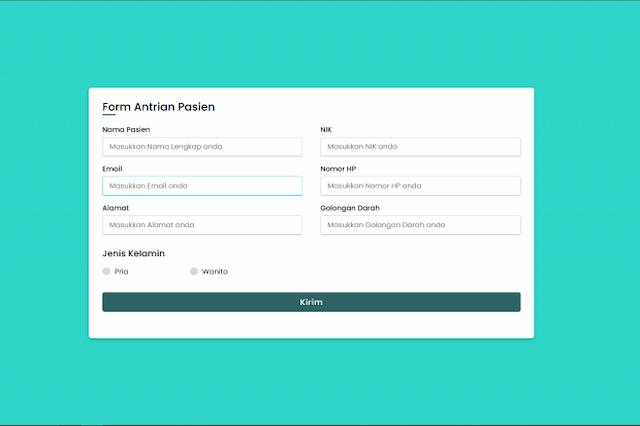 Form Antrian Pasien
Nama Pasien
NIK
Masukkan Nama Lengkap anda
Masukkan NIK anda
Email
Nomor HP
Masukkan Email anda
Masukkan Nomor HP anda
Alamat
Golongan Darah
Masukkan Alamat anda
Masukkan Golongan Darah anda
Jenis Kelamin
Pria
Wanita
Kirim